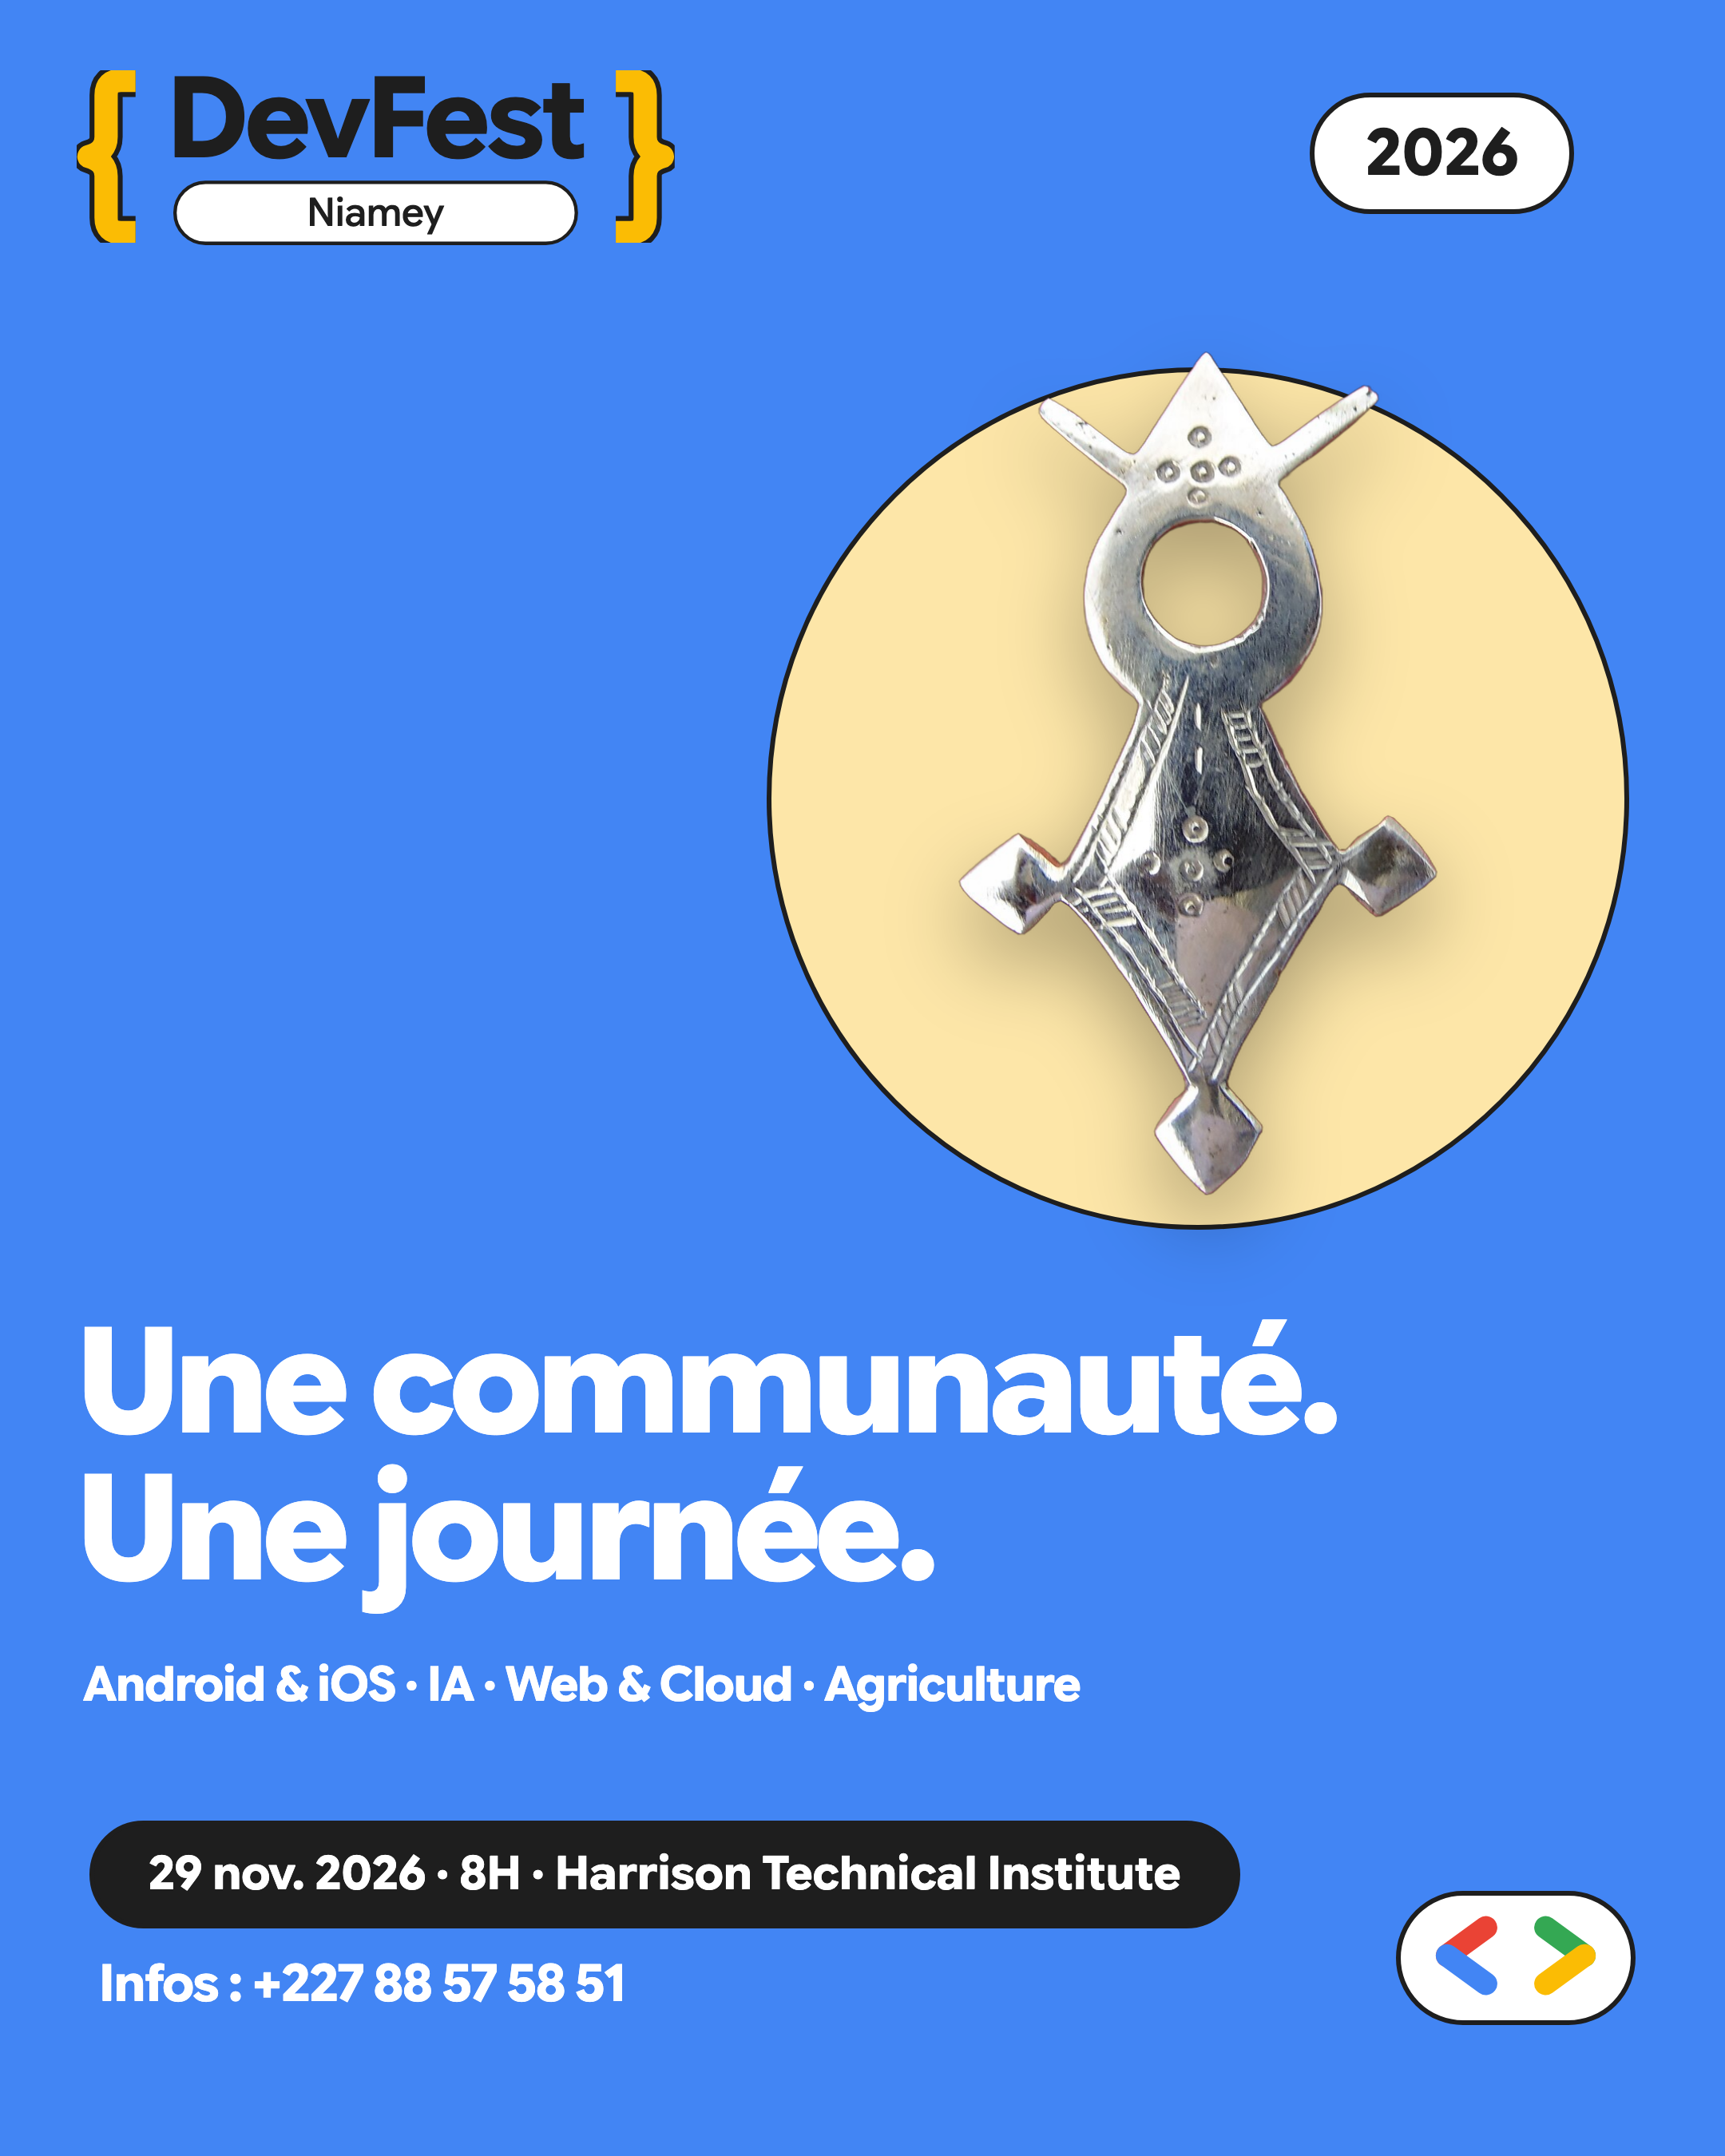 DevFest
Niamey
2026
Une communauté.
Une journée.
Android & iOS · IA · Web & Cloud · Agriculture
29 nov. 2026 · 8H · Harrison Technical Institute
Infos : +227 88 57 58 51